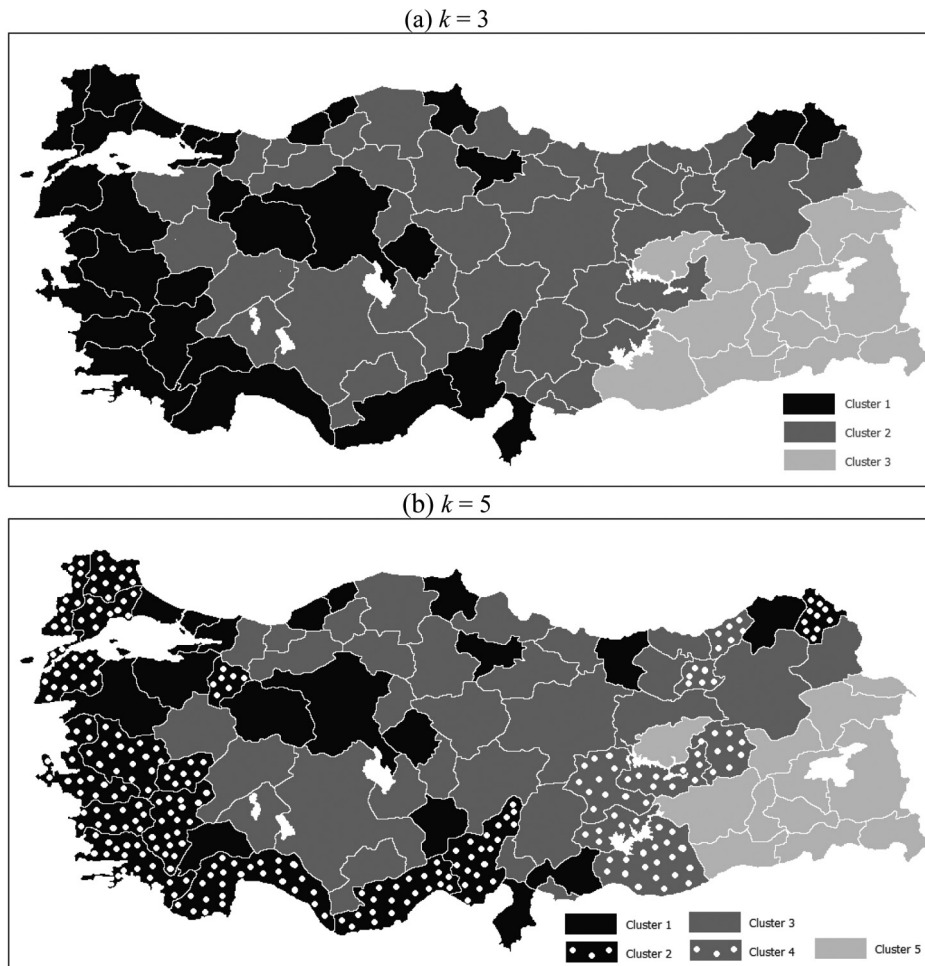 (a) k = 3
Cluster 1
Cluster 2
Cluster 3
(b) k = 5
Cluster 1 Cluster 3
Cluster 2 Cluster 4 Cluster 5